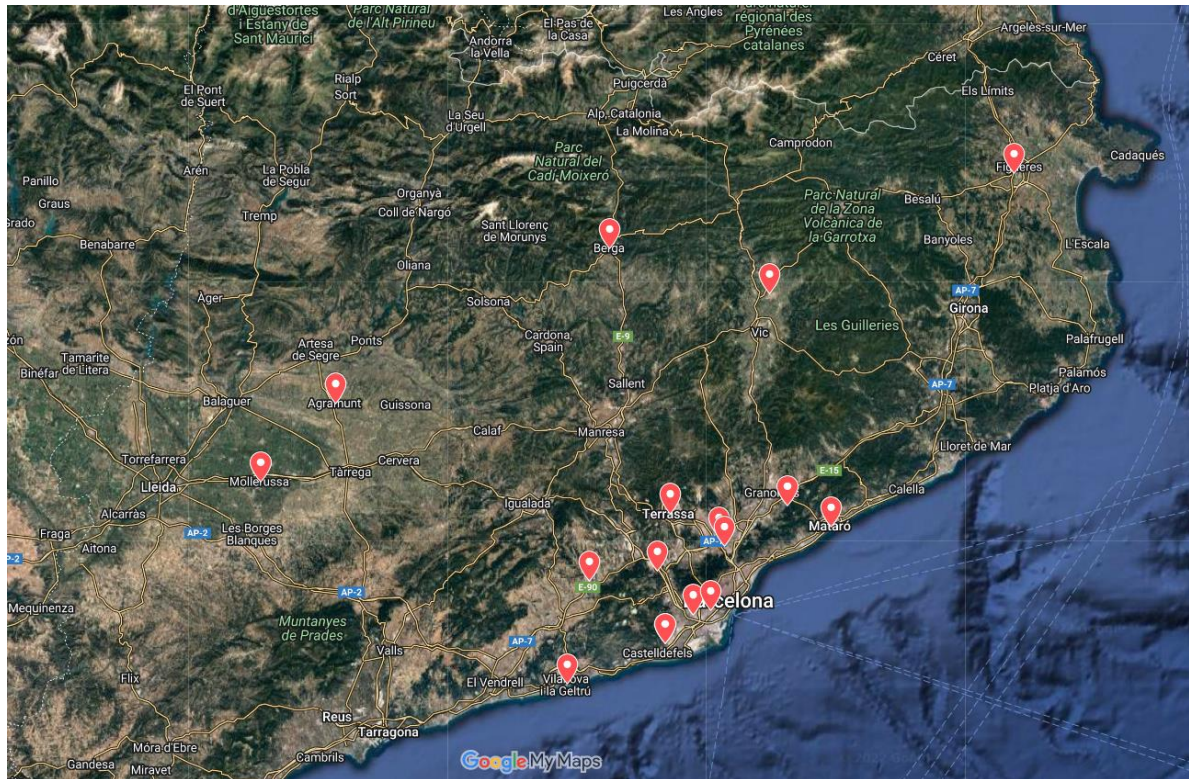 d'Aigüestortes
i Estany de
Sant Maurici
Parc Natural
de l'Alt Pirineu
El Pas de
la Casa
Les Angles
régional des
Pyrénées
catalanes
Argelès-sur-Mer
Andorra
la Vella
Céret
Rialp
Sort
Puigcerdà
Els Límits
El Pont
de Suert
La Seu
d'Urgell
Alp, Catalonia
La Molina
Camprodon
Parc
Natural del
Cadi-Moixeró
Cadaqués
Figueres
Arén
La Pobla
de Segur
Panillo
Graus
Grado
Organyà
Coll de Nargó
Tremp
Sant Llorenç
de Morunys
Parc Natural
de la Zona
Volcànica de
la Garrotxa
Besalú
Banyoles
L'Escala
Benabarre
Berga
Oliana
Àger
Solsona
AP-7
Girona
Cardona,
Spain
E-9
Vic
Les Guilleries
Palafrugell
Artesa
de Segre
Ponts
Tamarite
de Litera
Binéfar
Palamós
Platja d'Aro
Sallent
AP-7
Balaguer
Agramunt
Guissona
Calaf
Manresa
Lloret de Mar
Torrefarrera
Cervera
Tàrrega
E-15
Lleida
Mollerussa
Calella
Igualada
Terrassa
Mataró
Alcarràs
Fraga
Aitona
Les Borges
Blanques
AP-2
E-90
AP-2
Mequinenza
Muntanyes
de Prades
AP-7
Valls
Castelldefels
Flix
El Vendrell
i la Geltrú
Reus
Tarragona
Móra d'Ebre
Cambrils
Gandesa
Miravet
Google My Maps